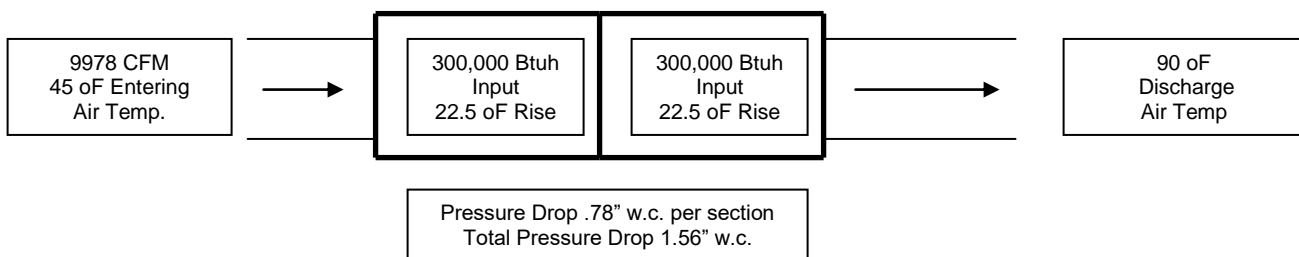 9978 CFM
45 oF Entering
Air Temp.
300,000 Btuh
Input
22.5 oF Rise
300,000 Btuh
Input
22.5 oF Rise
90 oF
Discharge
Air Temp
Pressure Drop .78” w.c. per section
Total Pressure Drop 1.56” w.c.